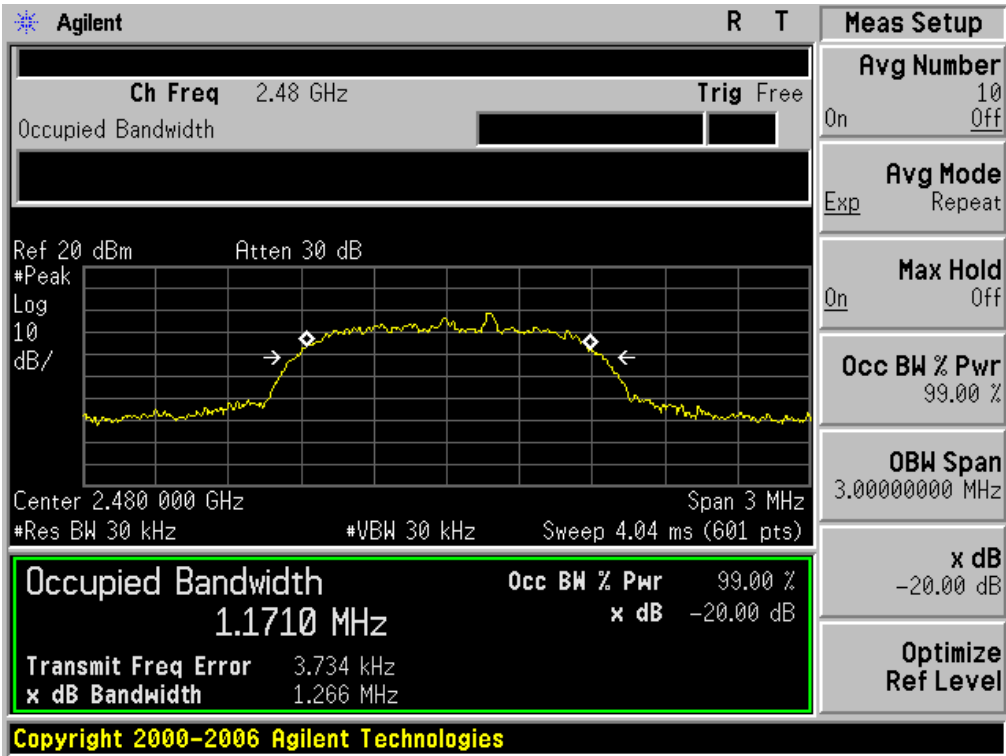 Agilent R T
Ch Freq 2.48 GHz Trig Free
Occupied Bandwidth
Ref 20 dBm Atten 30 dB
#Peak
Log
10
dB/
Center 2.480 000 GHz Span 3 MHz
#Res BW 30 kHz #VBW 30 kHz Sweep 4.04 ms (601 pts)
Occupied Bandwidth Occ BW % Pwr 99.00 %
1.1710 MHz x dB -20.00 dB
Transmit Freq Error 3.734 kHz
x dB Bandwidth 1.266 MHz
Copyright 2000-2006 Agilent Technologies
Meas Setup
Avg Number
10
On Off
Avg Mode
Exp Repeat
Max Hold
On Off
Occ BW % Pwr
99.00 %
OBW Span
3.00000000 MHz
x dB
-20.00 dB
Optimize
Ref Level